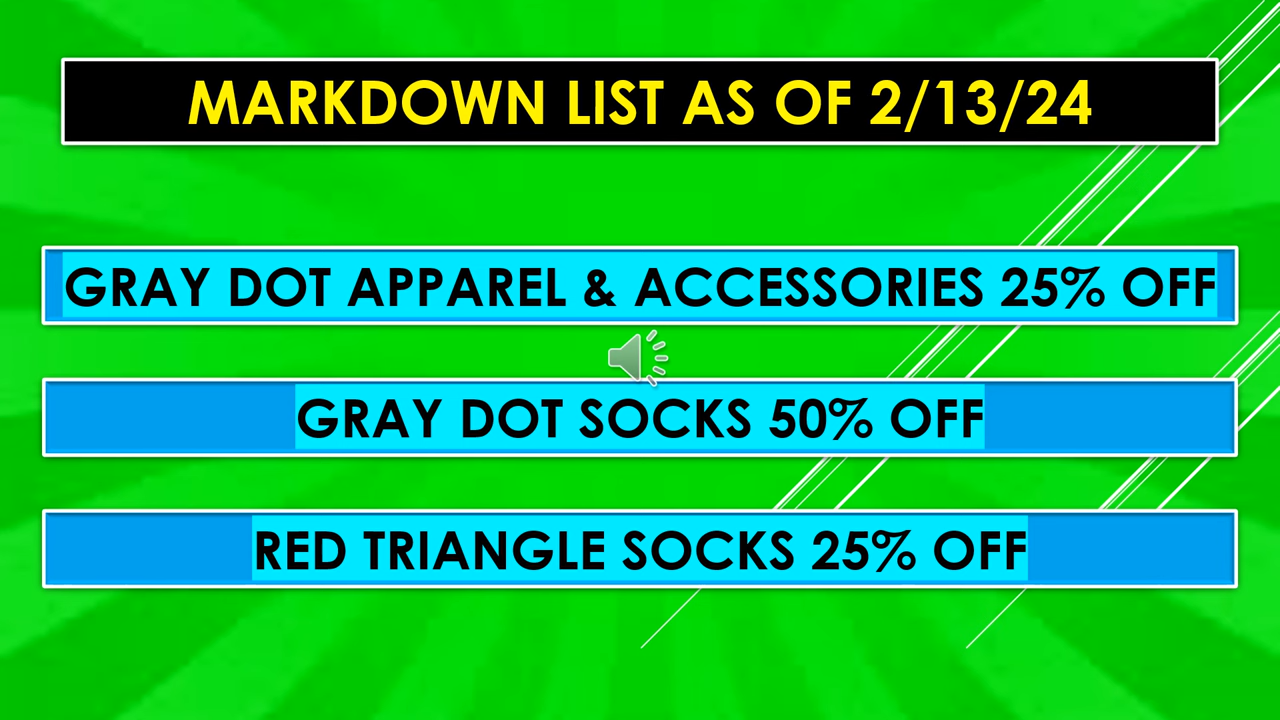 MARKDOWN LIST AS OF 2/13/24
GRAY DOT APPAREL & ACCESSORIES 25% OFF
GRAY DOT SOCKS 50% OFF
RED TRIANGLE SOCKS 25% OFF